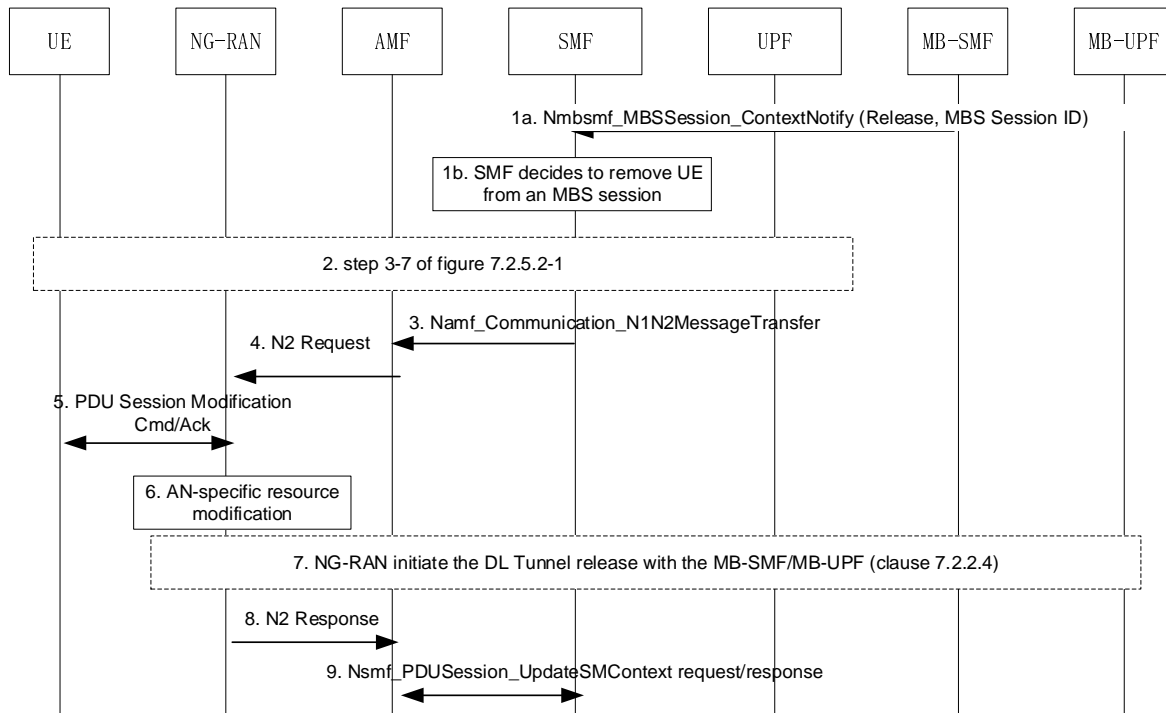 UE NG-RAN AMF SMF UPF MB-SMF MB-UPF
1a. Nmbsmf_MBSSession_ContextNotify (Release, MBS Session ID)
1b. SMF decides to remove UE
from an MBS session
2. step 3-7 of figure 7.2.5.2-1
3. Namf_Communication_N1N2MessageTransfer
4. N2 Request
5. PDU Session Modification
Cmd/Ack
6. AN-specific resource
modification
7. NG-RAN initiate the DL Tunnel release with the MB-SMF/MB-UPF (clause 7.2.2.4)
8. N2 Response
9. Nsmf_PDUSession_UpdateSMContext request/response